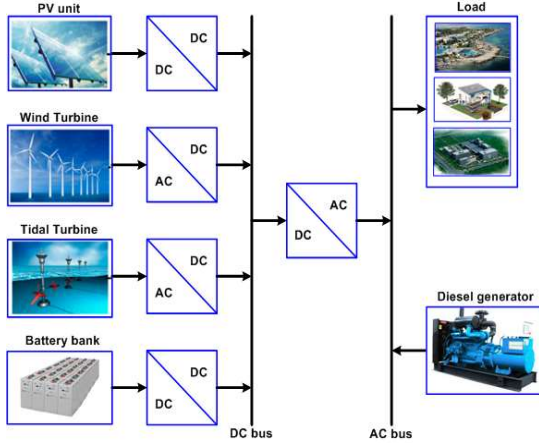 PV unit
DC
DC
Wind Turbine
DC
AC
Tidal Turbine
DC
AC
Battery bank
DC
DC
DC bus
AC
DC
AC bus
Load
Diesel generator